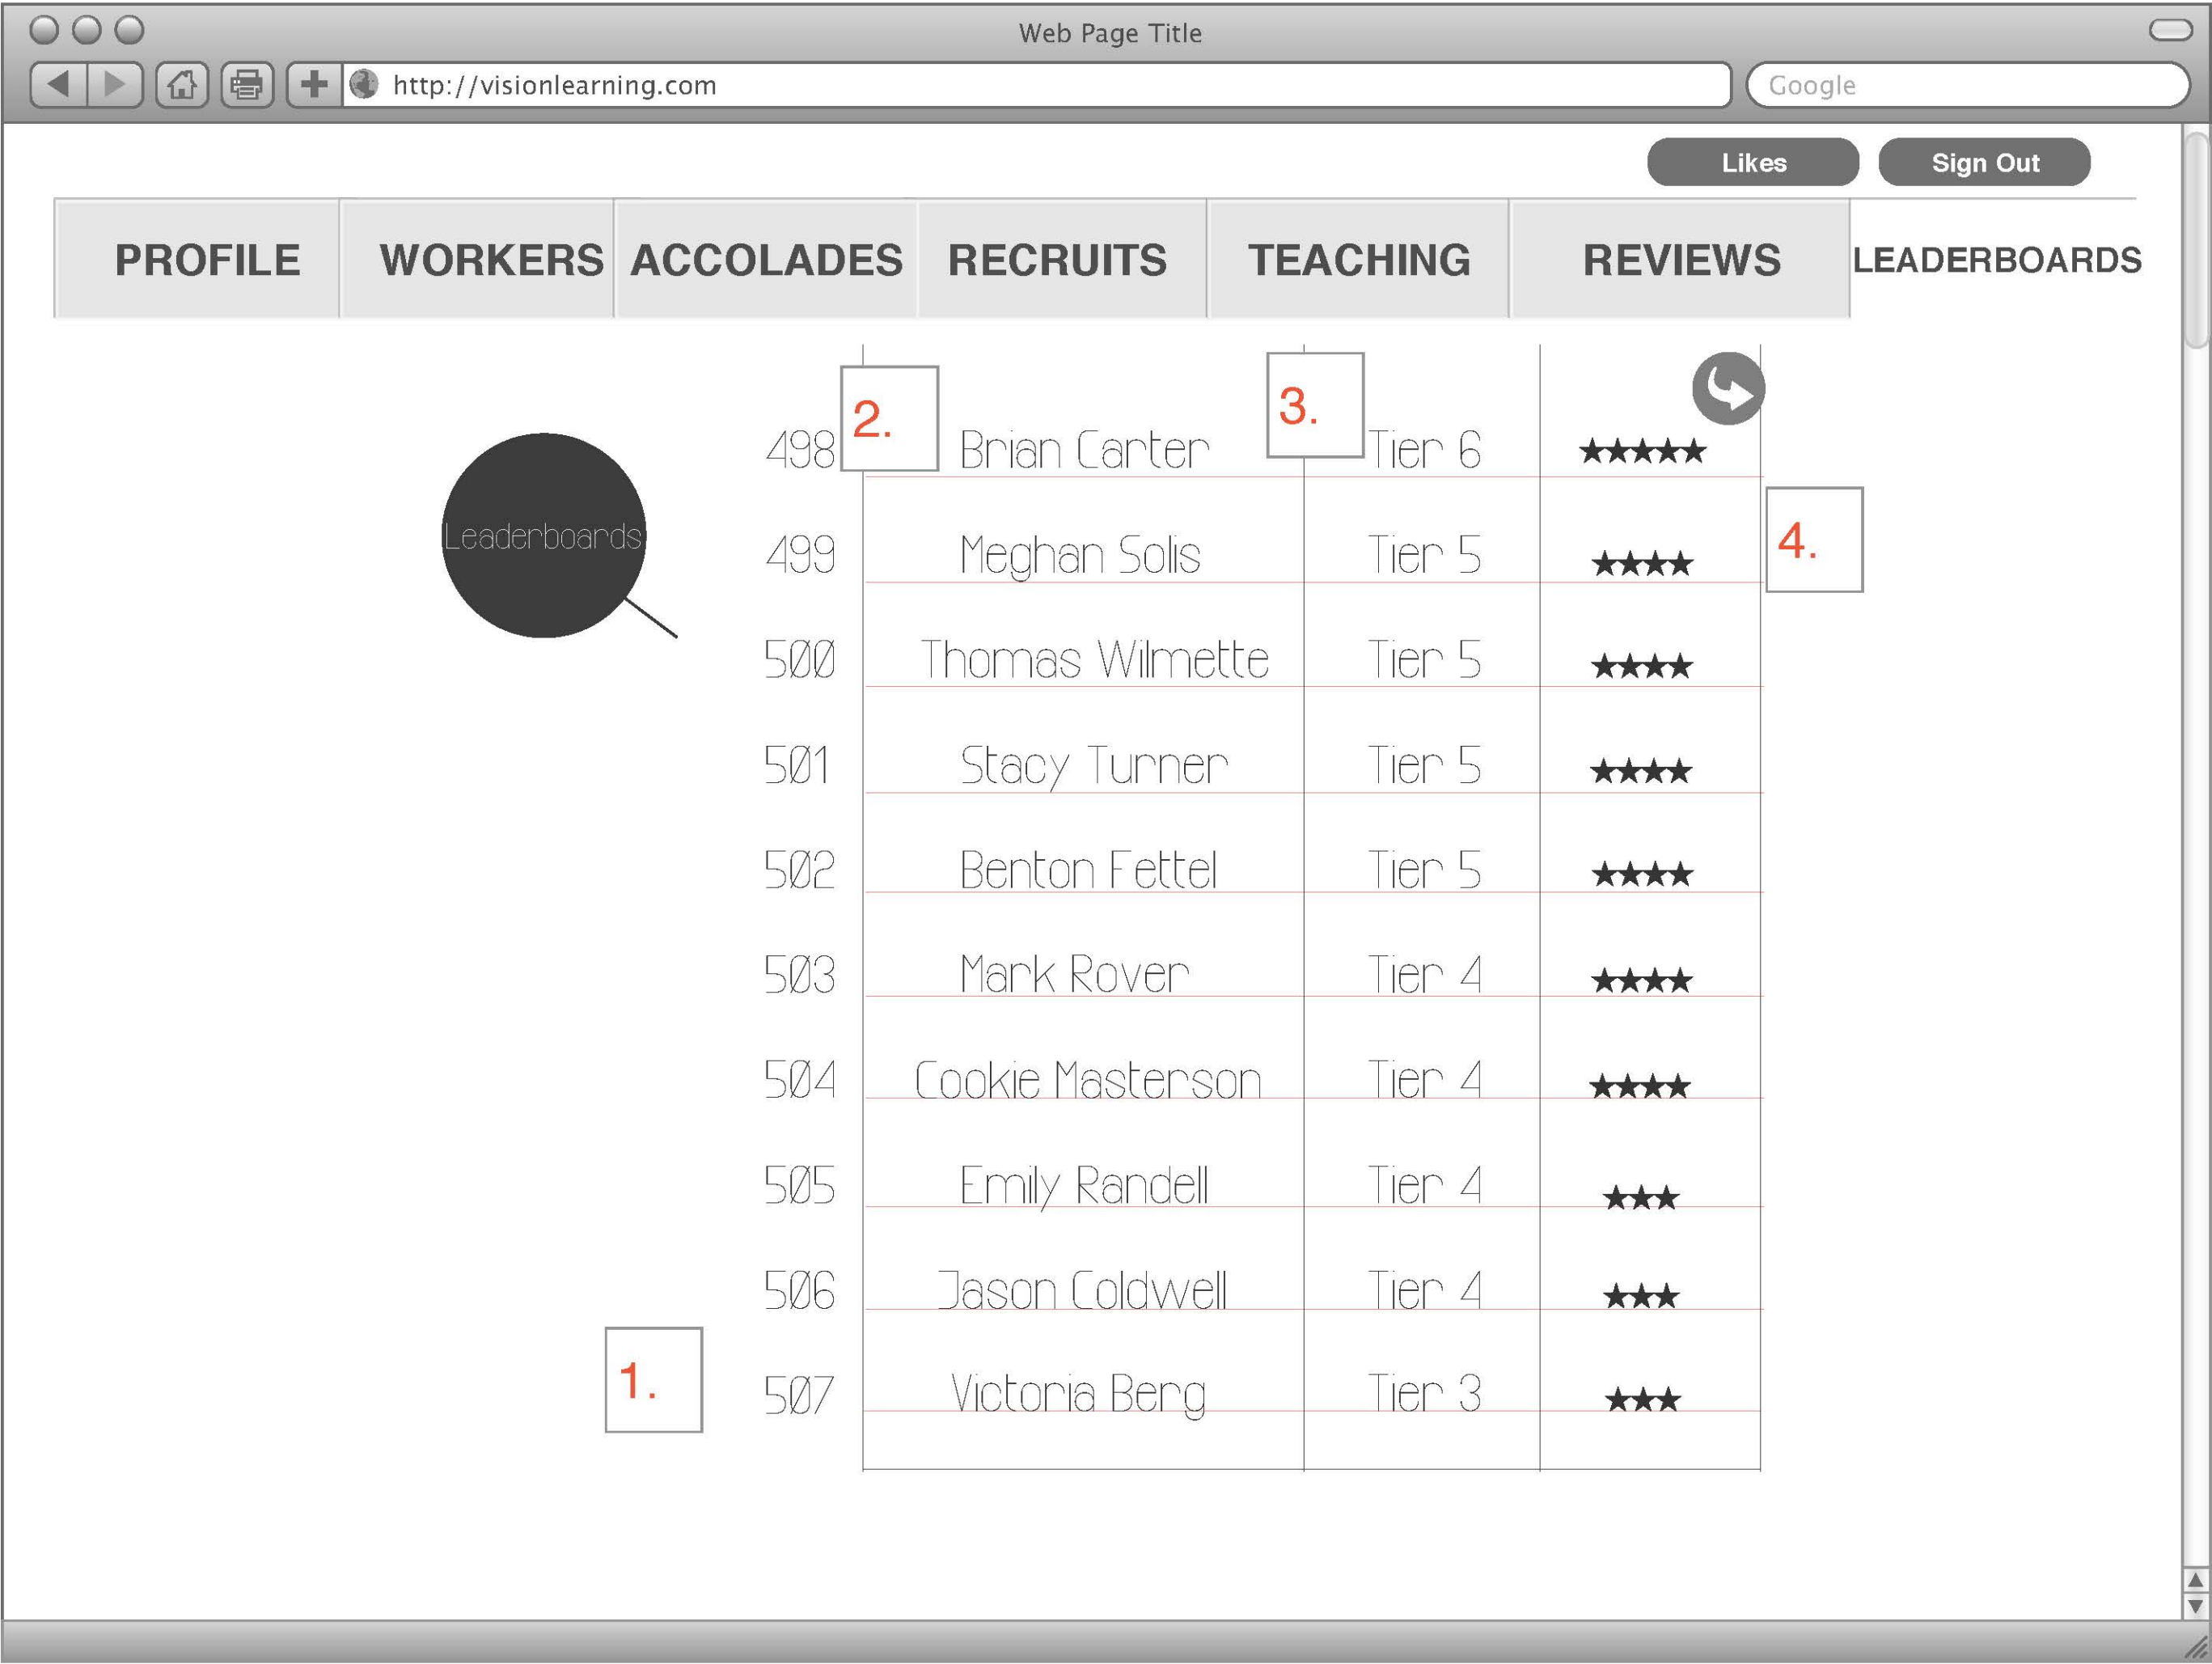 Web Page Title
http://visionlearning.com
Google
Likes
Sign Out
PROFILE WORKERS ACCOLADES RECRUITS TEACHING REVIEWS LEADERBOARDS
2.
3.
498 Brian Carter Tier 6 ★★★★★
Leaderboards
4.
499 Meghan Solis Tier 5 ★★★★
500 Thomas Wilmette Tier 5 ★★★★
501 Stacy Turner Tier 5 ★★★★
502 Benton Fettel Tier 5 ★★★★
503 Mark Rover Tier 4 ★★★★
504 Cookie Masterson Tier 4 ★★★★
505 Emily Randell Tier 4 ★★★
506 Jason Coldwell Tier 4 ★★★
1.
507 Victoria Berg Tier 3 ★★★